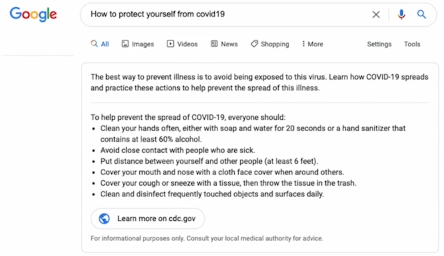 Google
How to protect yourself from covid19
All Images Videos News Shopping More Settings Tools
The best way to prevent illness is to avoid being exposed to this virus. Learn how COVID-19 spreads
and practice these actions to help prevent the spread of this illness.
To help prevent the spread of COVID-19, everyone should:
• Clean your hands often, either with soap and water for 20 seconds or a hand sanitizer that
contains at least 60% alcohol.
• Avoid close contact with people who are sick.
• Put distance between yourself and other people (at least 6 feet).
• Cover your mouth and nose with a cloth face cover when around others.
• Cover your cough or sneeze with a tissue, then throw the tissue in the trash.
• Clean and disinfect frequently touched objects and surfaces daily.
Learn more on cdc.gov
For informational purposes only. Consult your local medical authority for advice.